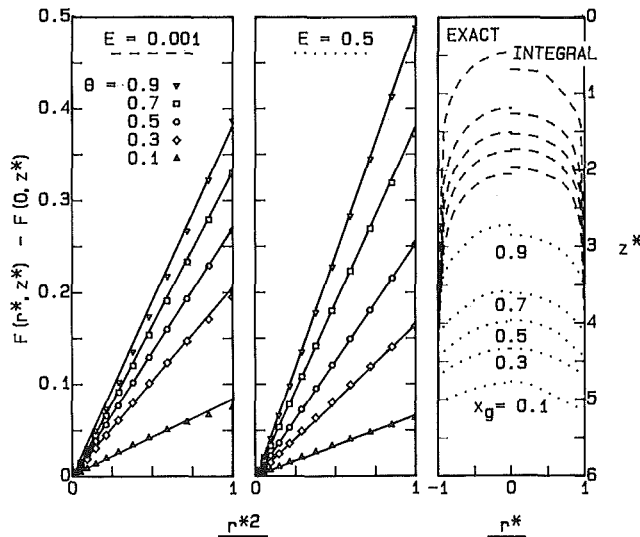 E = 0.001
E = 0.5
EXACT
INTEGRAL
θ = 0.9
0.7
0.5
0.3
0.1
0.5
0.4
0.3
0.2
0.1
0
F(r*, z*) - F(0, z*)
0 1
0 1
r*2
0.9
0.7
0.5
0.3
x_g = 0.1
-1 0 1
r*
0
1
2
3
4
5
6
z*